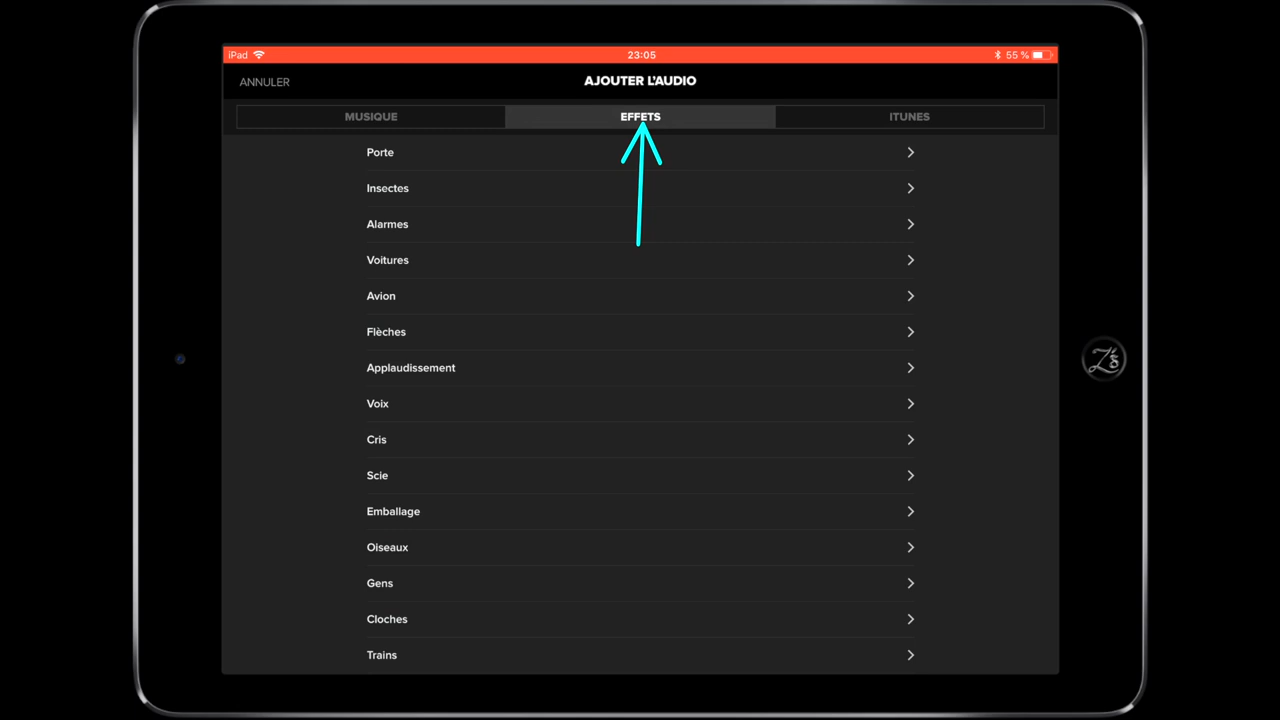 iPad 23:05 55 %
ANNULER AJOUTER L'AUDIO
MUSIQUE EFFETS ITUNES
Porte
Insectes
Alarmes
Voitures
Avion
Flèches
Applaudissement
Voix
Cris
Scie
Emballage
Oiseaux
Gens
Cloches
Trains